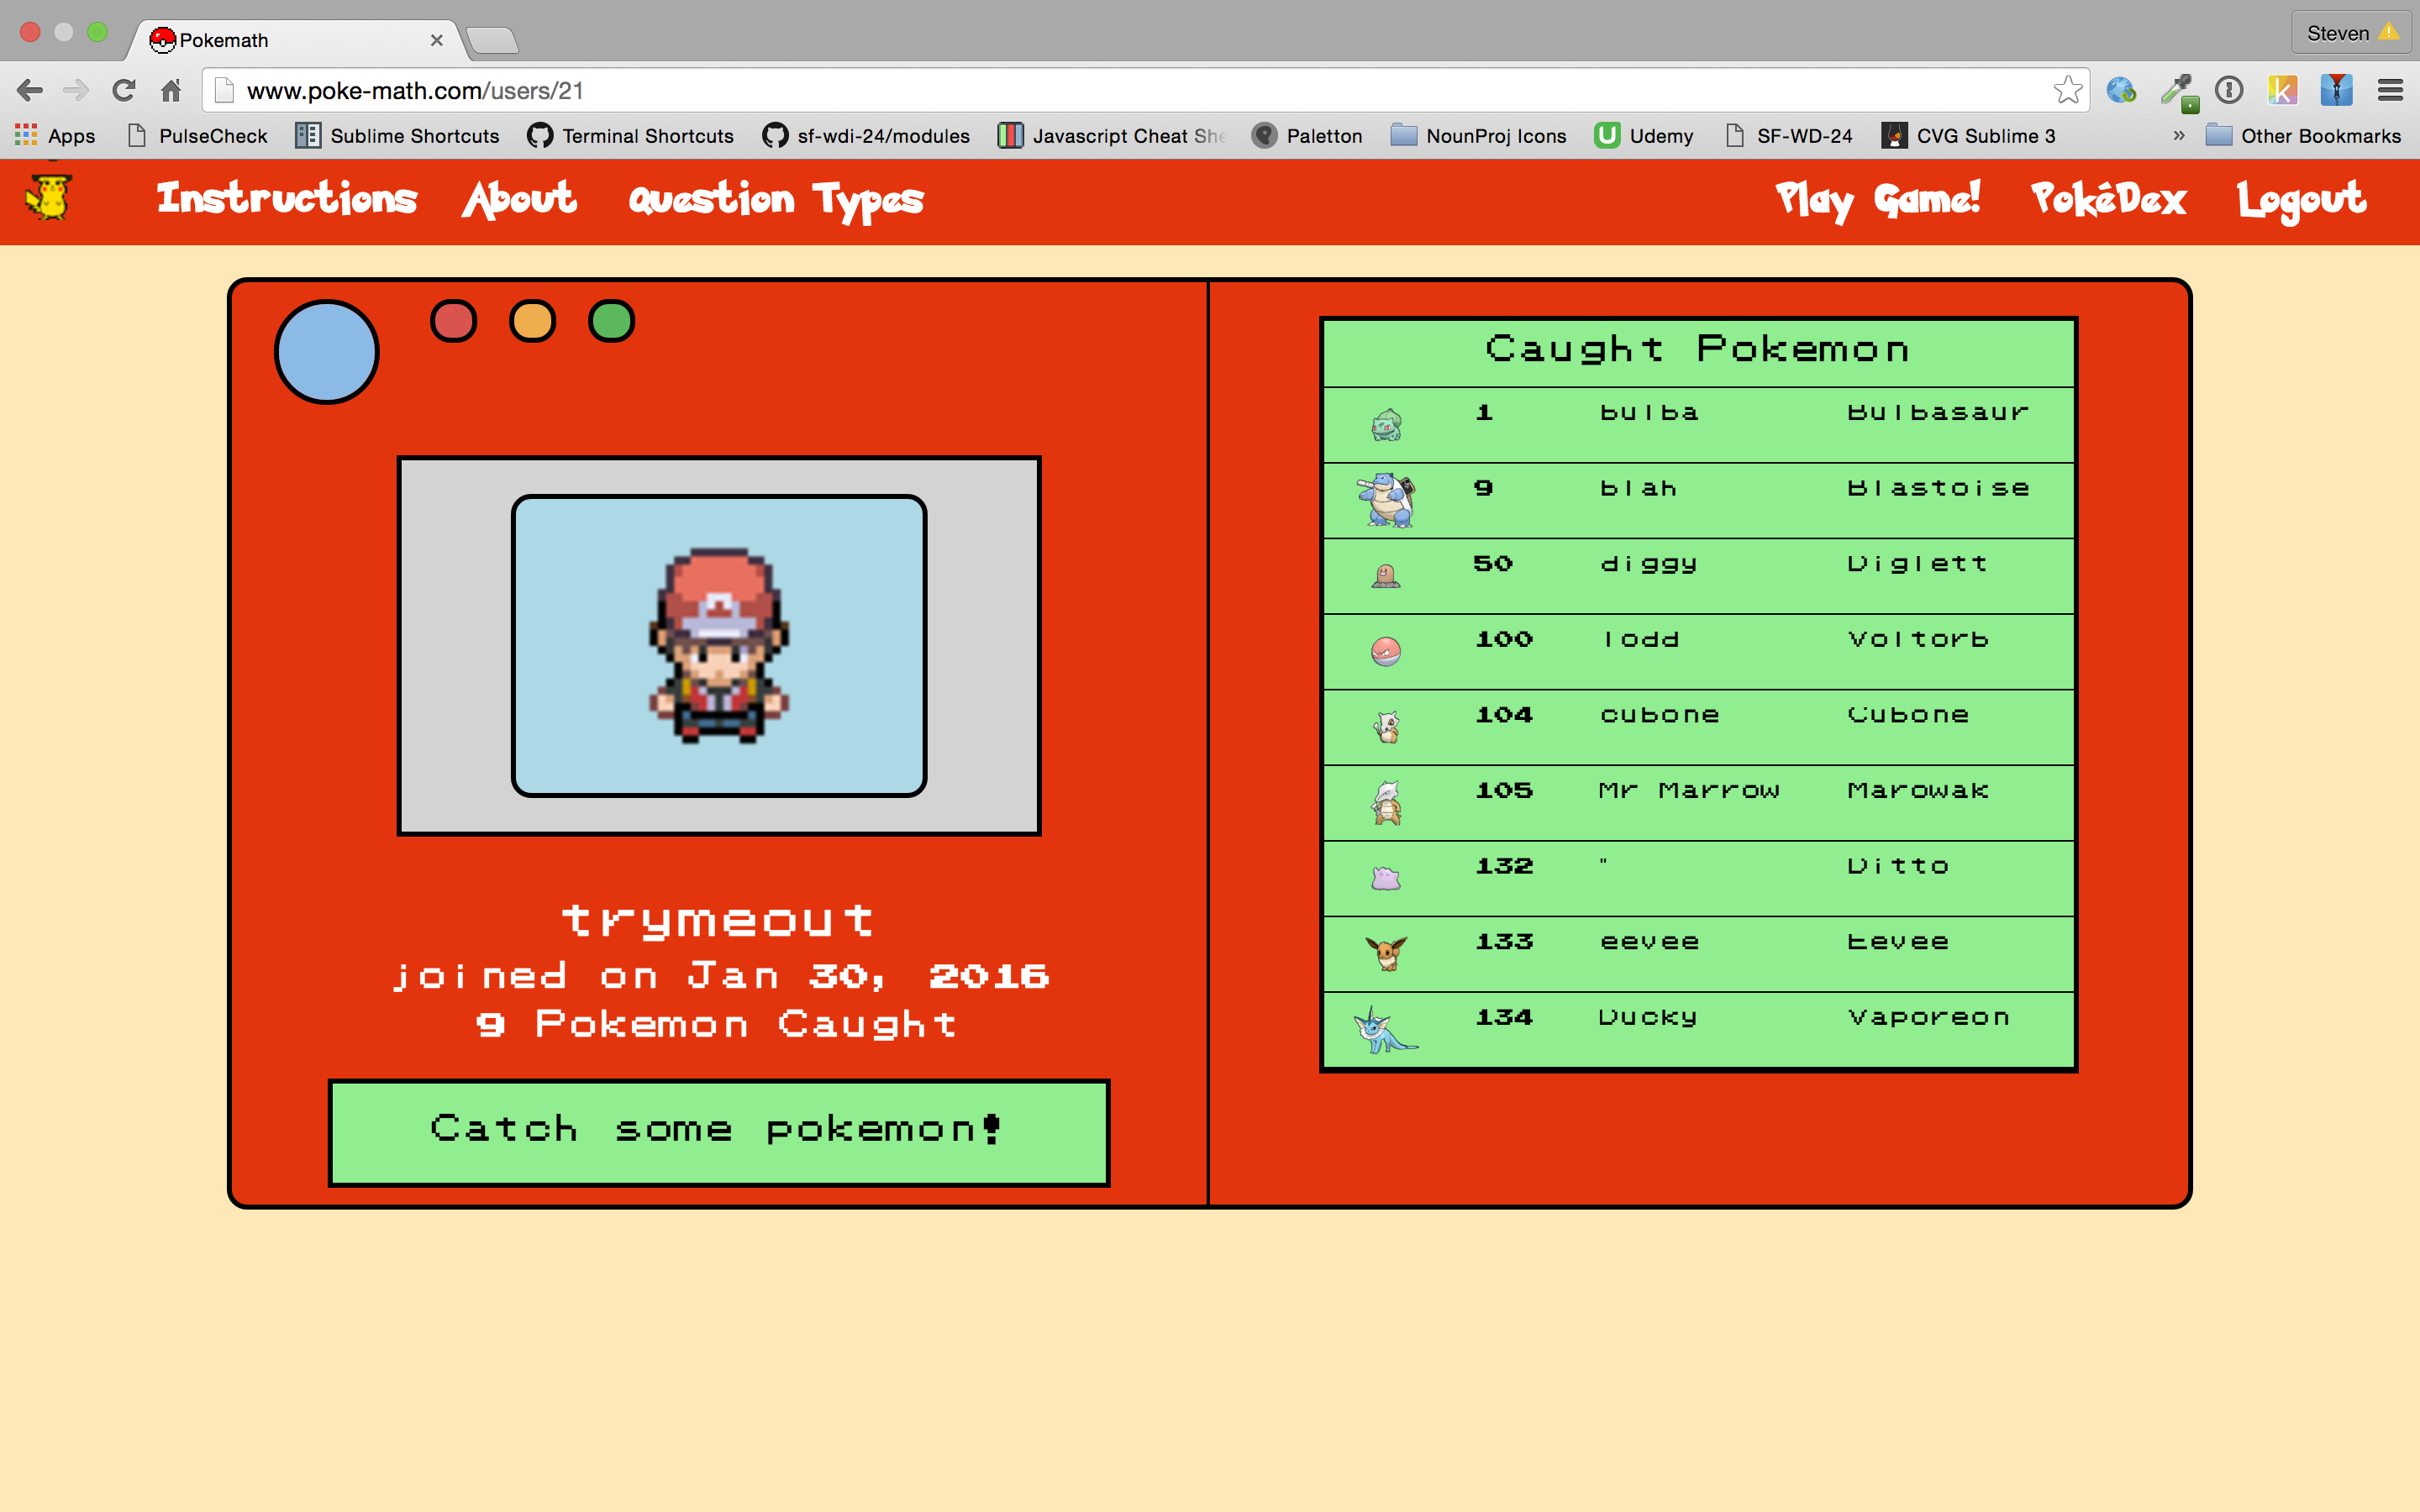 Pokemath
Steven
www.poke-math.com/users/21
Apps PulseCheck Sublime Shortcuts Terminal Shortcuts sf-wdi-24/modules Javascript Cheat She Paletton NounProj Icons Udemy SF-WD-24 CVG Sublime 3 » Other Bookmarks
Instructions About Question Types Play Game! PokéDex Logout
Caught Pokemon
1 bulba Bulbasaur
9 blah Blastoise
50 diggy Diglett
100 lodd Voltorb
104 cubone Cubone
105 Mr Marrow Marowak
132 " Ditto
133 eevee Eevee
134 Ducky Vaporeon
trymeout
joined on Jan 30, 2016
9 Pokemon Caught
Catch some pokemon!